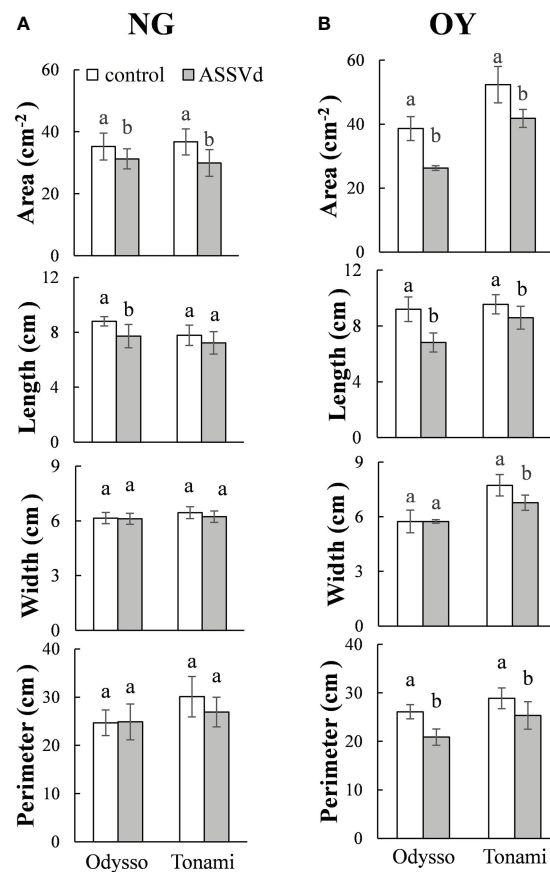 A NG
control ASSVd
Area (cm-2)
60
40
20
0
a b a b
Length (cm)
12
8
4
0
a b a a
Width (cm)
9
6
3
0
a a a a
Perimeter (cm)
40
30
20
10
0
a a a a
Odysso Tonami
B OY
Area (cm-2)
60
40
20
0
a b a b
Length (cm)
12
8
4
0
a b a b
Width (cm)
9
6
3
0
a a a b
Perimeter (cm)
40
30
20
10
0
a b a b
Odysso Tonami